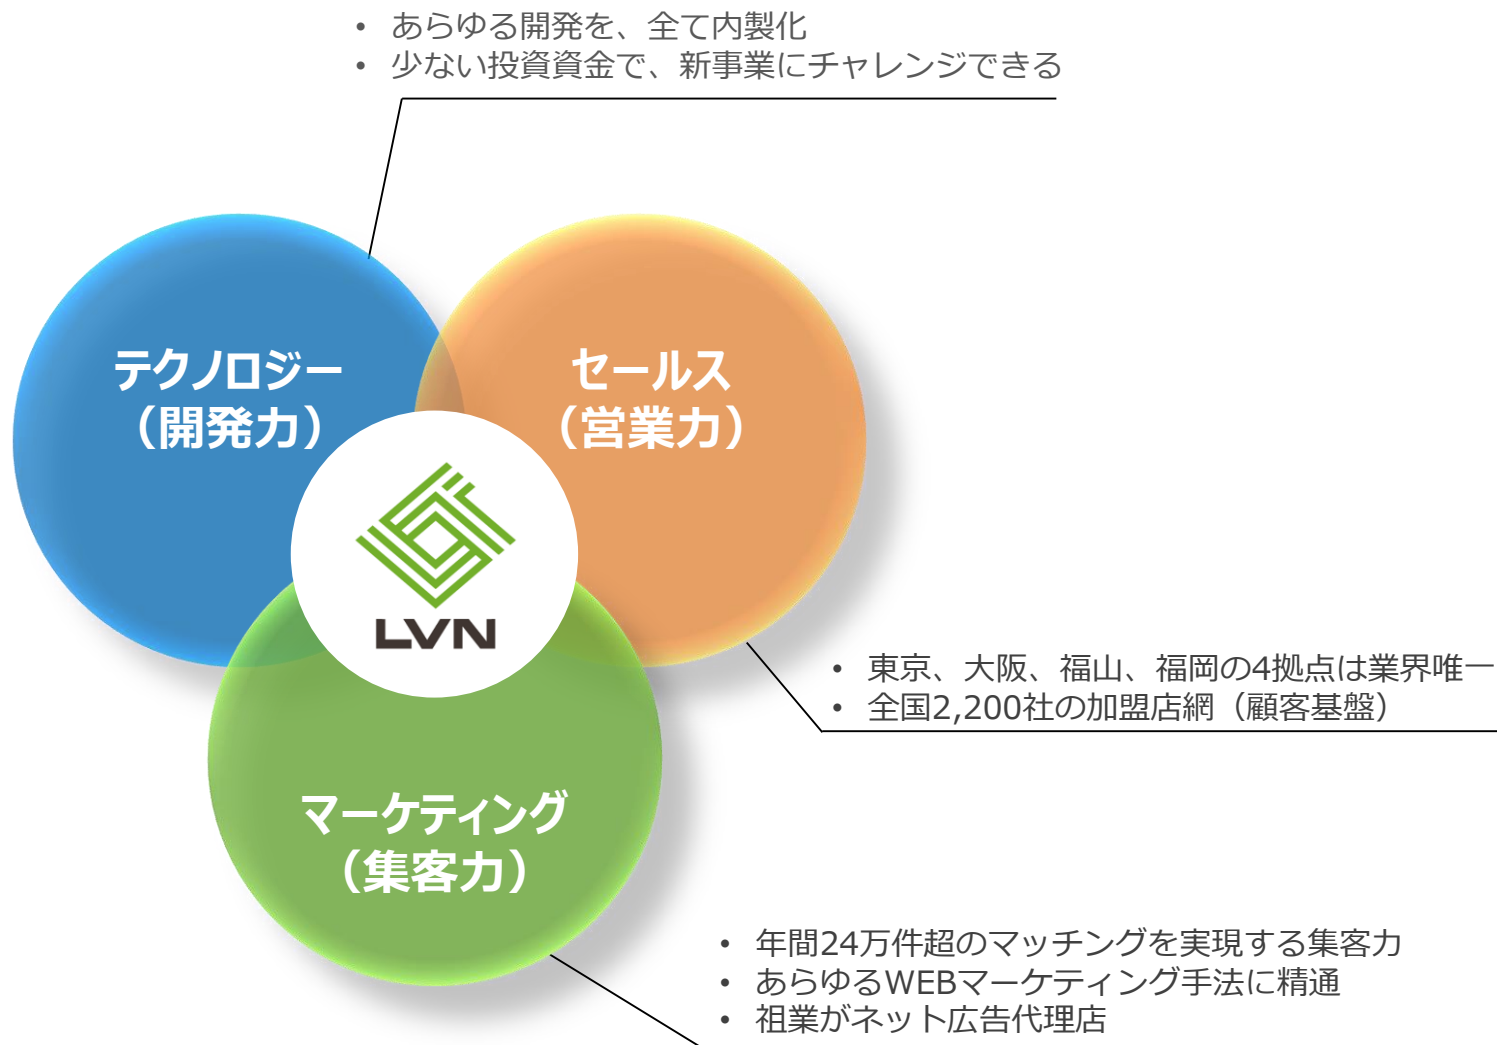 • あらゆる開発を、全て内製化
• 少ない投資資金で、新事業にチャレンジできる
テクノロジー
（開発力）
セールス
（営業力）
LVN
• 東京、大阪、福山、福岡の4拠点は業界唯一
• 全国2,200社の加盟店網（顧客基盤）
マーケティング
（集客力）
• 年間24万件超のマッチングを実現する集客力
• あらゆるWEBマーケティング手法に精通
• 祖業がネット広告代理店